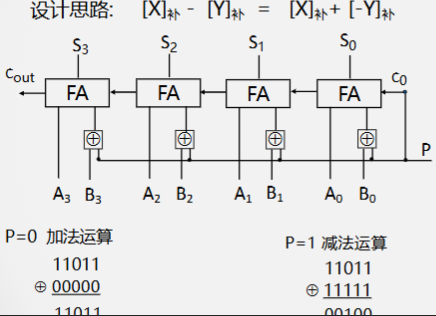 设计思路: [X]补 - [Y]补 = [X]补+ [-Y]补
S3 S2 S1 S0
Cout FA FA FA FA C0
⊕ ⊕ ⊕ ⊕
P
A3 B3 A2 B2 A1 B1 A0 B0
P=0 加法运算
11011
⊕ 00000
11011
P=1 减法运算
11011
⊕ 11111
00100